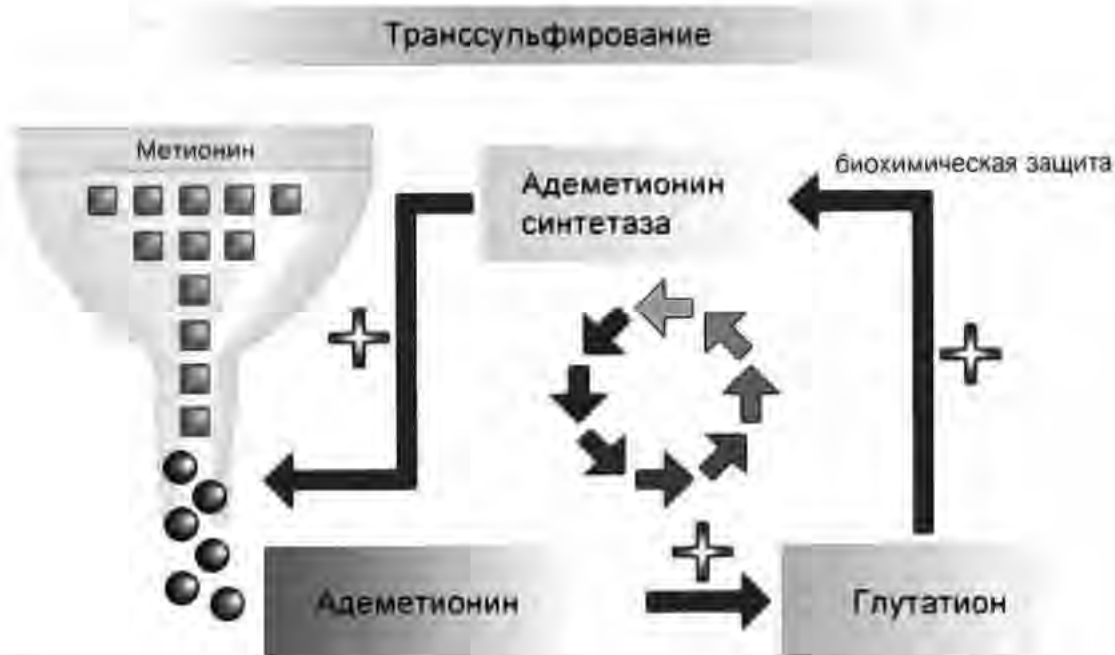 Транссульфирование
Метионин
Адеметионин
синтетаза
биохимическая защита
Адеметионин
Глутатион